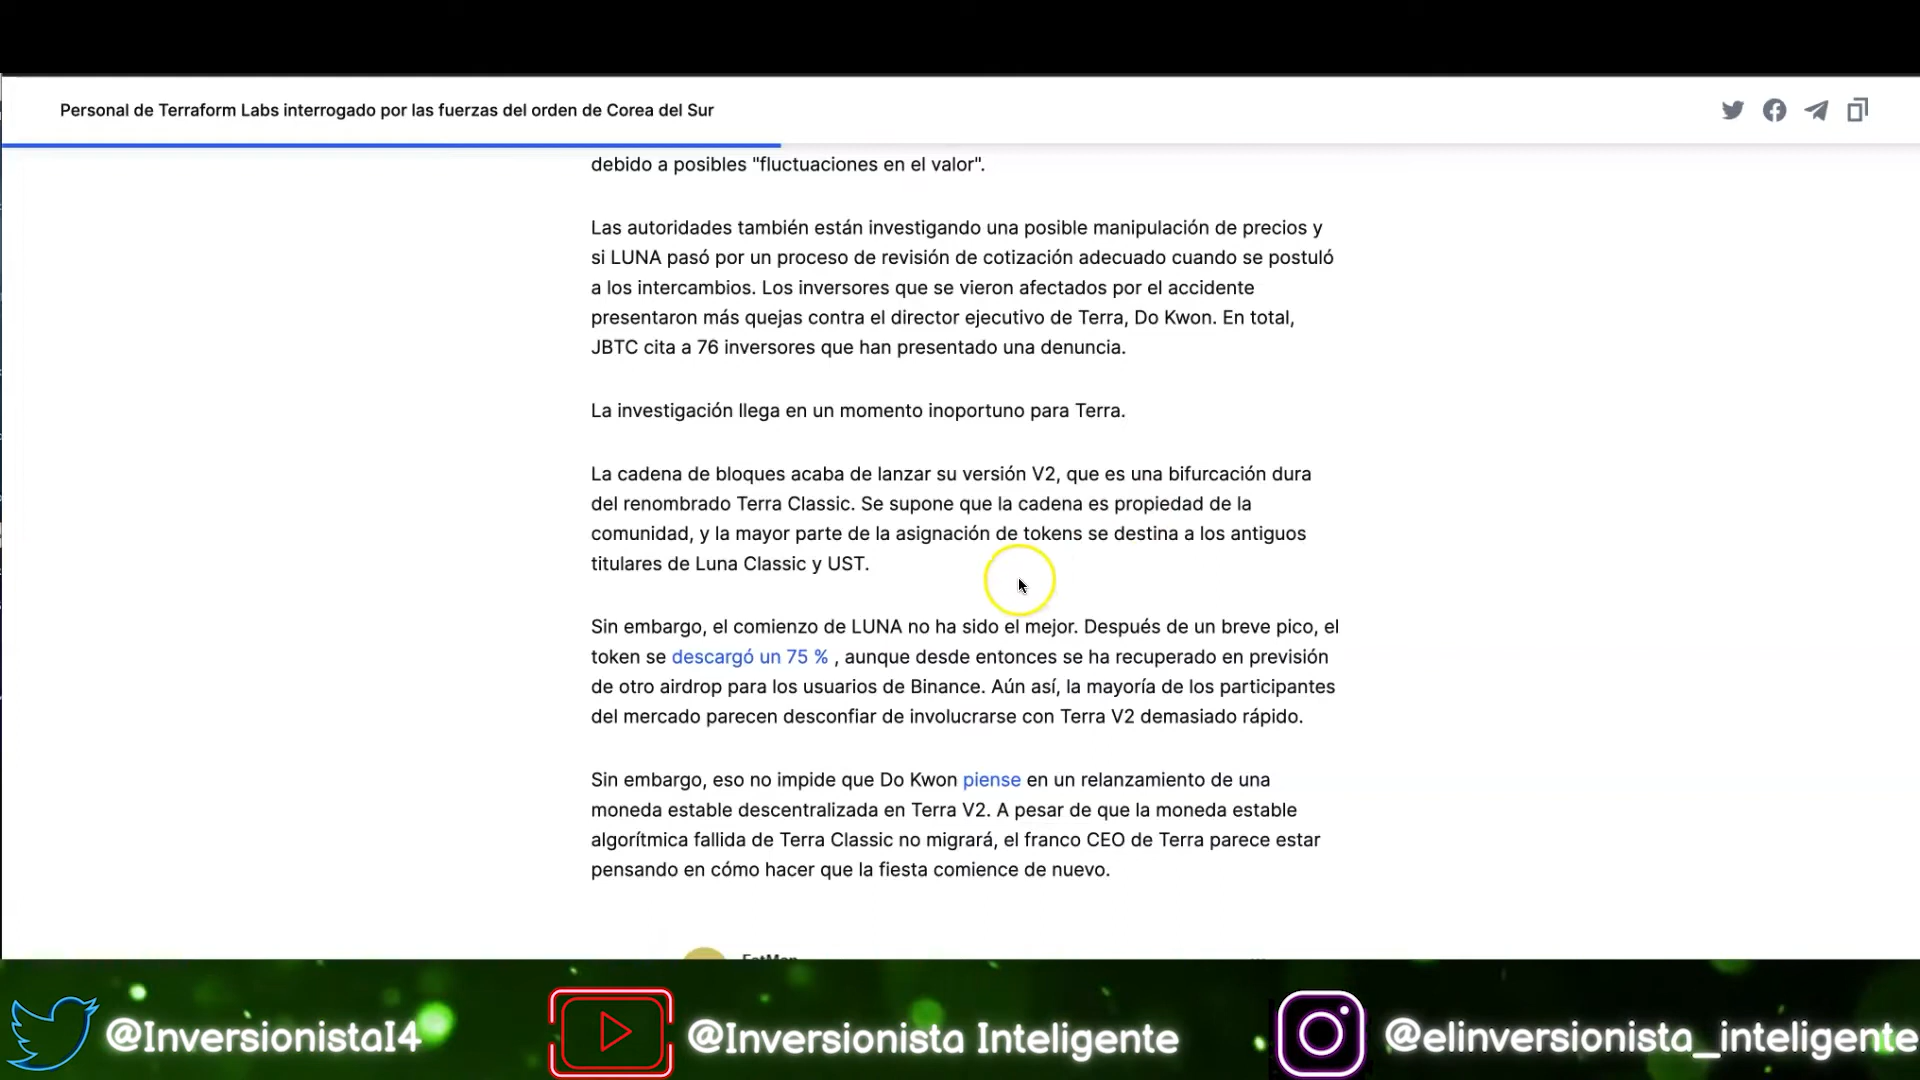 Personal de Terraform Labs interrogado por las fuerzas del orden de Corea del Sur
debido a posibles "fluctuaciones en el valor".
Las autoridades también están investigando una posible manipulación de precios y
si LUNA pasó por un proceso de revisión de cotización adecuado cuando se postuló
a los intercambios. Los inversores que se vieron afectados por el accidente
presentaron más quejas contra el director ejecutivo de Terra, Do Kwon. En total,
JBTC cita a 76 inversores que han presentado una denuncia.
La investigación llega en un momento inoportuno para Terra.
La cadena de bloques acaba de lanzar su versión V2, que es una bifurcación dura
del renombrado Terra Classic. Se supone que la cadena es propiedad de la
comunidad, y la mayor parte de la asignación de tokens se destina a los antiguos
titulares de Luna Classic y UST.
Sin embargo, el comienzo de LUNA no ha sido el mejor. Después de un breve pico, el
token se descargó un 75 % , aunque desde entonces se ha recuperado en previsión
de otro airdrop para los usuarios de Binance. Aún así, la mayoría de los participantes
del mercado parecen desconfiar de involucrarse con Terra V2 demasiado rápido.
Sin embargo, eso no impide que Do Kwon piense en un relanzamiento de una
moneda estable descentralizada en Terra V2. A pesar de que la moneda estable
algorítmica fallida de Terra Classic no migrará, el franco CEO de Terra parece estar
pensando en cómo hacer que la fiesta comience de nuevo.
FatMan
@InversionistaI4
@Inversionista Inteligente
@elinversionista_inteligente